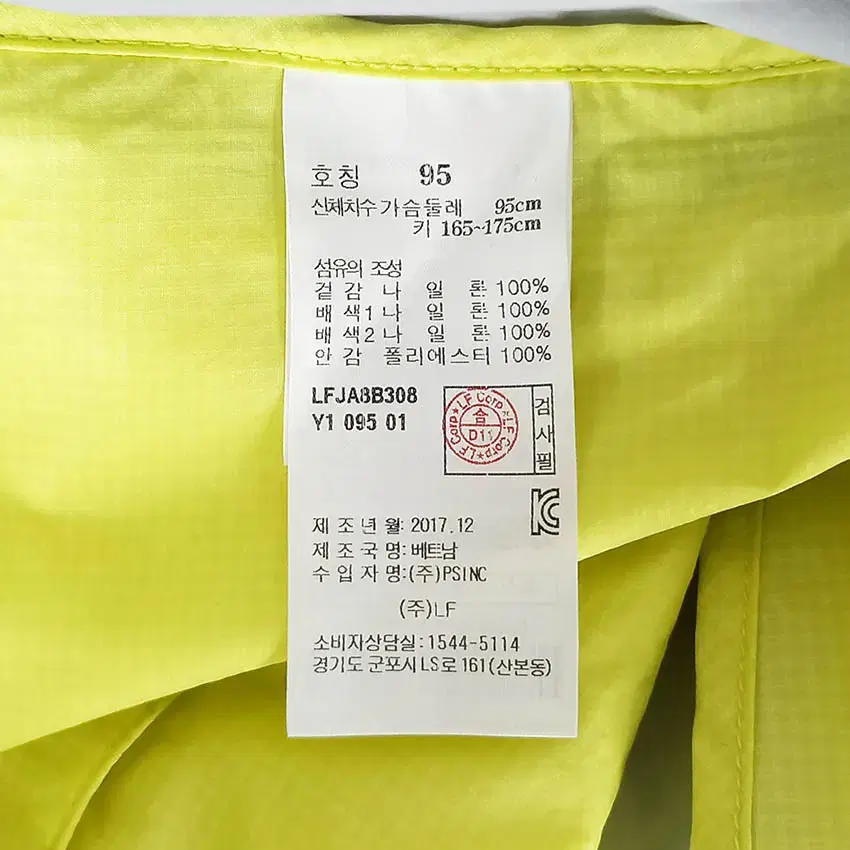 호칭 95
신체치수 가슴둘레 95cm
키 165~175cm
섬유의 조성
겉 감 나 일 론 100%
배 색1 나 일 론 100%
배 색2 나 일 론 100%
안 감 폴리에스터 100%
LFJA8B308
Y1 095 01
LF Corp★LF Corp★LF Corp★
合
D11
검사필
KC
제 조 년 월: 2017.12
제 조 국 명: 베트남
수 입 자 명:(주)PSINC
(주)LF
소비자상담실:1544-5114
경기도 군포시 LS로 161(산본동)